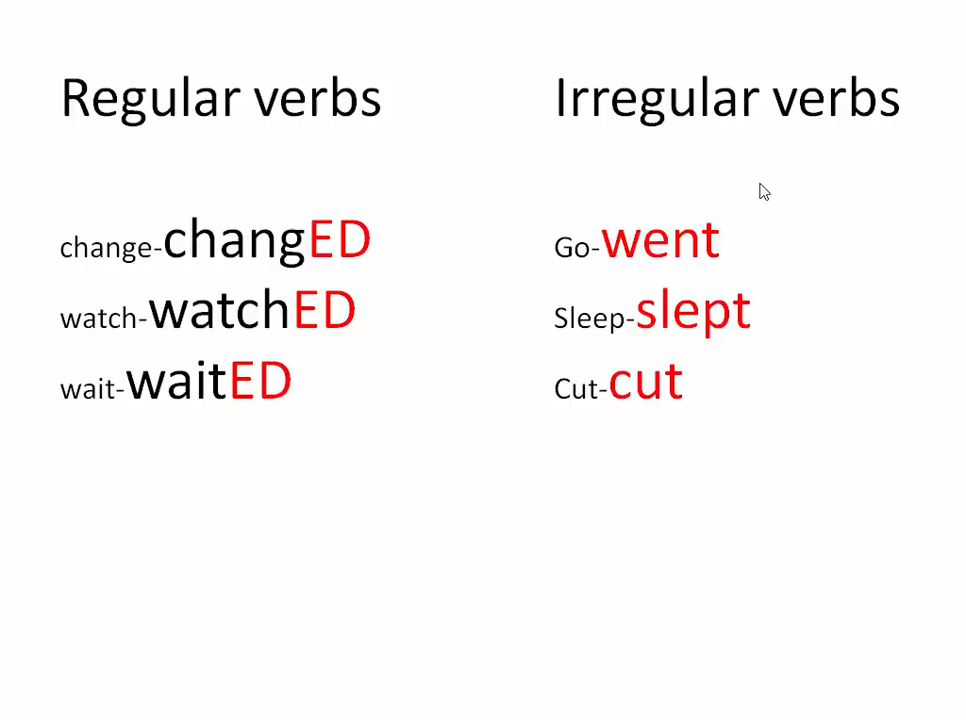 Regular verbs
change-changED
watch-watchED
wait-waitED
Irregular verbs
Go-went
Sleep-slept
Cut-cut